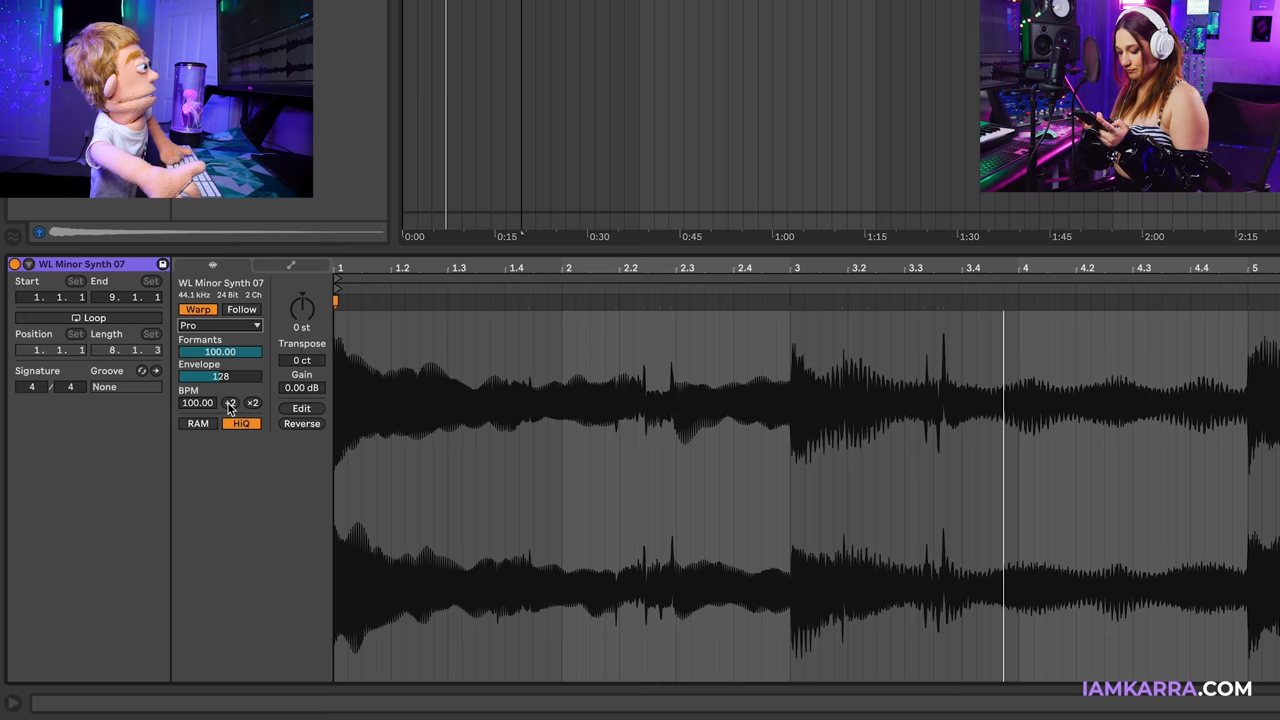 0:00 0:15 0:30 0:45 1:00 1:15 1:30 1:45 2:00 2:15
WL Minor Synth 07
Start Set End Set
1. 1. 1 9. 1. 1
Loop
Position Set Length Set
1. 1. 1 8. 1. 3
Signature Groove
4 / 4 None
WL Minor Synth 07
44.1 kHz 24 Bit 2 Ch
Warp Follow
Pro
Formants
100.00
Envelope
128
BPM
100.00 ×2
RAM HiQ
0 st
Transpose
0 ct
Gain
0.00 dB
Edit
Reverse
1 1.2 1.3 1.4 2 2.2 2.3 2.4 3 3.2 3.3 3.4 4 4.2 4.3 4.4 5
IAMKARRA.COM